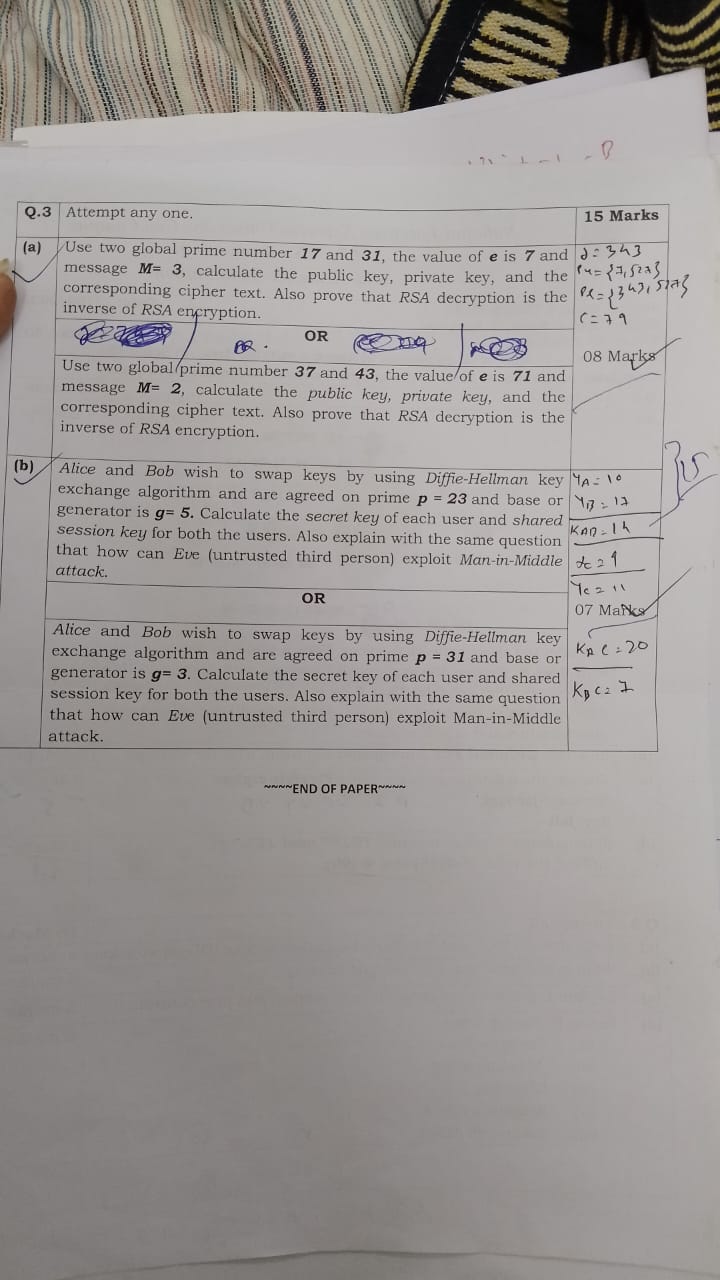 Q.3 Attempt any one. 15 Marks
(a) Use two global prime number 17 and 31, the value of e is 7 and
message M= 3, calculate the public key, private key, and the
corresponding cipher text. Also prove that RSA decryption is the
inverse of RSA encryption.
d = 343
PR={343,527}
C = 79
OR
OR
08 Marks
Use two global prime number 37 and 43, the value of e is 71 and
message M= 2, calculate the public key, private key, and the
corresponding cipher text. Also prove that RSA decryption is the
inverse of RSA encryption.
(b) Alice and Bob wish to swap keys by using Diffie-Hellman key
exchange algorithm and are agreed on prime p = 23 and base or
generator is g= 5. Calculate the secret key of each user and shared
session key for both the users. Also explain with the same question
that how can Eve (untrusted third person) exploit Man-in-Middle
attack.
YA = 10
YB = 17
KAB = 14
15
YC = 11
OR
07 Marks
KAC = 20
KBC = 7
Alice and Bob wish to swap keys by using Diffie-Hellman key
exchange algorithm and are agreed on prime p = 31 and base or
generator is g= 3. Calculate the secret key of each user and shared
session key for both the users. Also explain with the same question
that how can Eve (untrusted third person) exploit Man-in-Middle
attack.
~~~~END OF PAPER~~~~